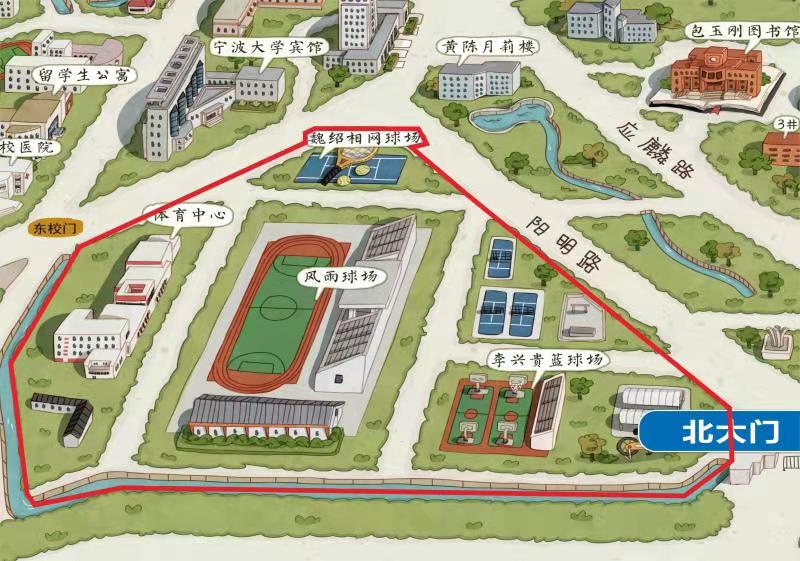 宁波大学宾馆
黄陈月莉楼
包玉刚图书馆
留学生公寓
校医院
魏绍相网球场
应麟路
3#
东校门
体育中心
阳明路
风雨球场
李兴贵篮球场
北大门